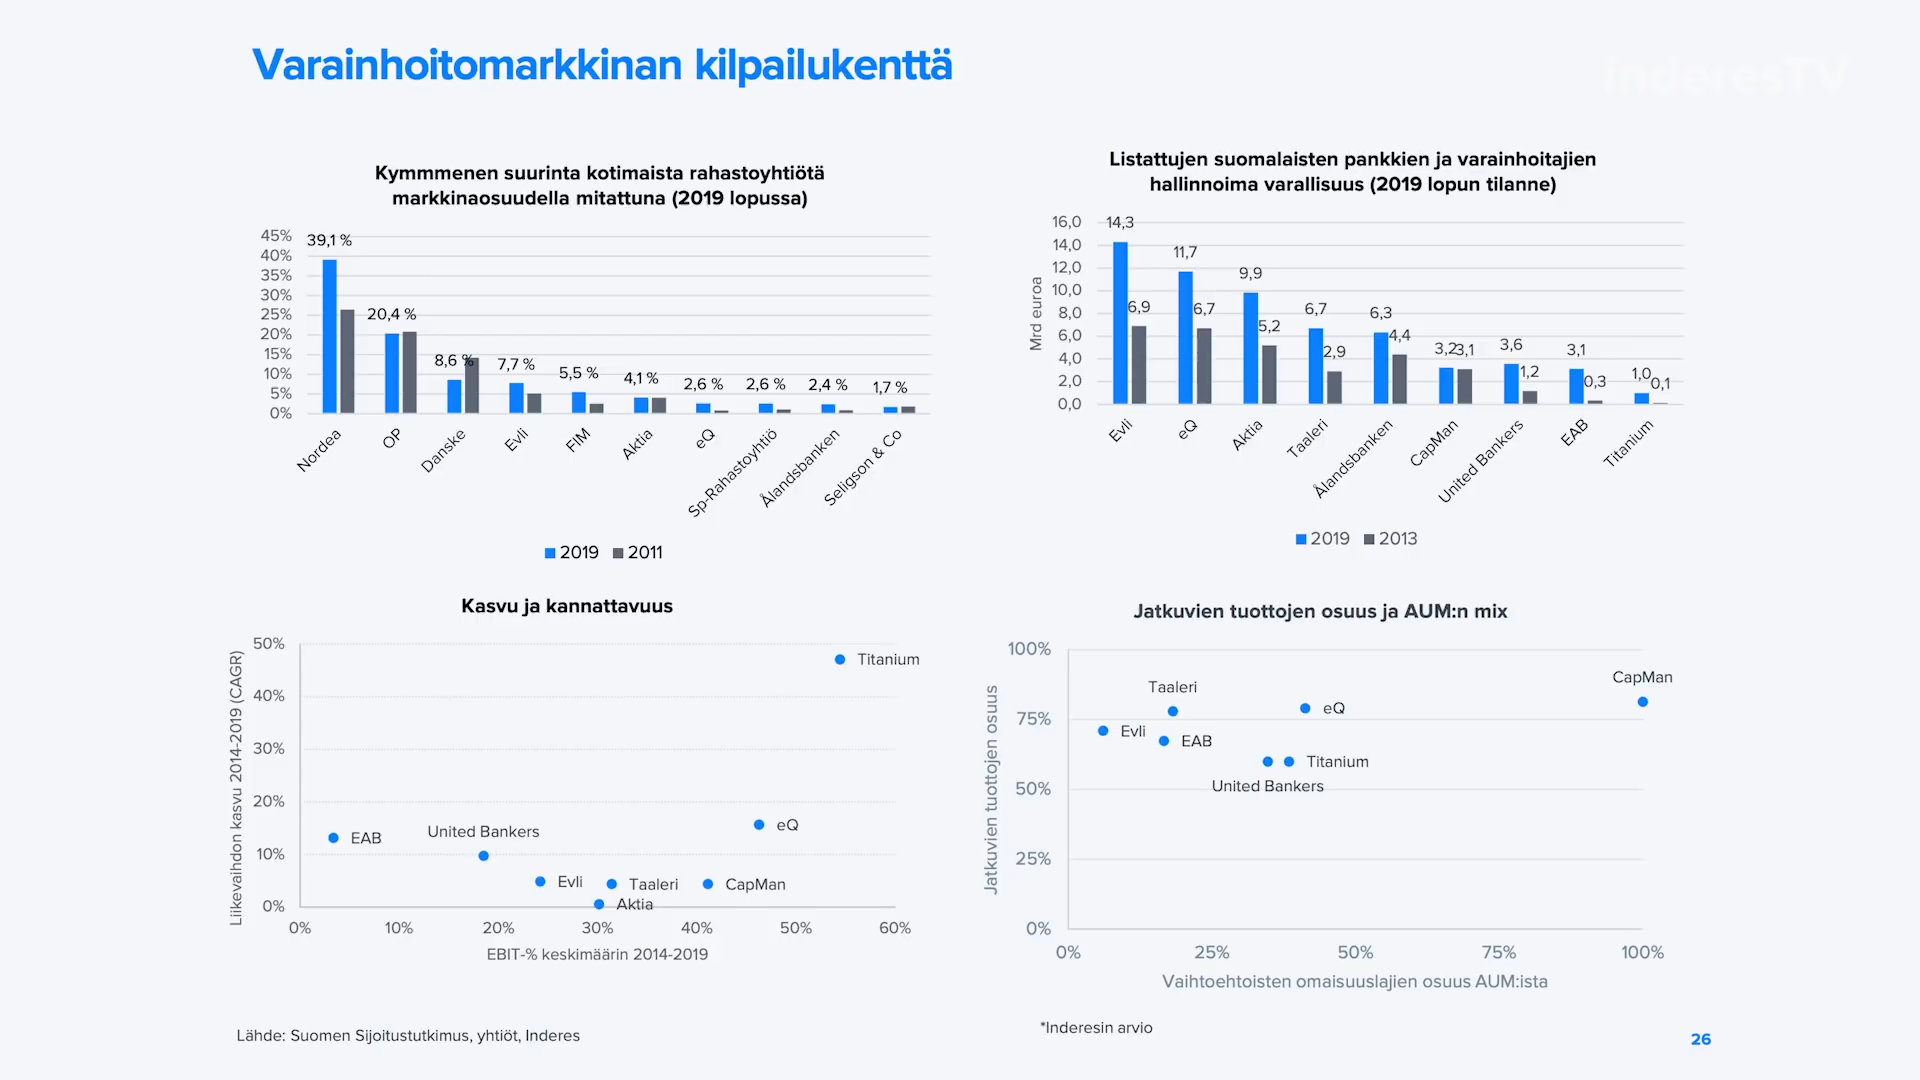 Varainhoitomarkkinan kilpailukenttä
inderesTV
Kymmmenen suurinta kotimaista rahastoyhtiötä
markkinaosuudella mitattuna (2019 lopussa)
45%
40%
35%
30%
25%
20%
15%
10%
5%
0%
39,1 %
20,4 %
8,6 %
7,7 %
5,5 %
4,1 %
2,6 %
2,6 %
2,4 %
1,7 %
Nordea
OP
Danske
Evli
FIM
Aktia
eQ
Sp-Rahastoyhtiö
Ålandsbanken
Seligson & Co
2019 2011
Listattujen suomalaisten pankkien ja varainhoitajien
hallinnoima varallisuus (2019 lopun tilanne)
Mrd euroa
16,0
14,0
12,0
10,0
8,0
6,0
4,0
2,0
0,0
14,3
6,9
11,7
6,7
9,9
5,2
6,7
2,9
6,3
4,4
3,2
3,1
3,6
1,2
3,1
0,3
1,0
0,1
Evli
eQ
Aktia
Taaleri
Ålandsbanken
CapMan
United Bankers
EAB
Titanium
2019 2013
Kasvu ja kannattavuus
Liikevaihdon kasvu 2014-2019 (CAGR)
50%
40%
30%
20%
10%
0%
Titanium
eQ
United Bankers
EAB
Evli
Taaleri
CapMan
Aktia
0% 10% 20% 30% 40% 50% 60%
EBIT-% keskimäärin 2014-2019
Jatkuvien tuottojen osuus ja AUM:n mix
Jatkuvien tuottojen osuus
100%
75%
50%
25%
0%
CapMan
Taaleri
eQ
Evli
EAB
Titanium
United Bankers
0% 25% 50% 75% 100%
Vaihtoehtoisten omaisuuslajien osuus AUM:ista
Lähde: Suomen Sijoitustutkimus, yhtiöt, Inderes
*Inderesin arvio
26